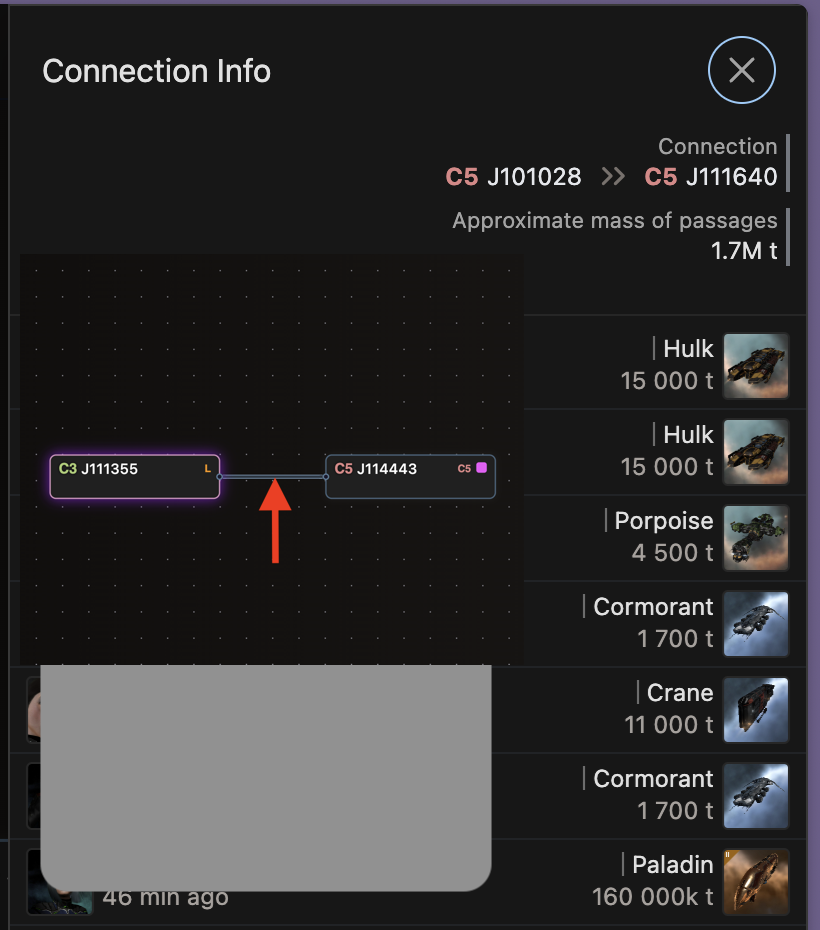 Connection Info
Connection
C5 J101028 >> C5 J111640
Approximate mass of passages
1.7M t
Hulk
15 000 t
Hulk
15 000 t
C3 J111355 L
C5 J114443 C5
Porpoise
4 500 t
Cormorant
1 700 t
Crane
11 000 t
Cormorant
1 700 t
Paladin
46 min ago
160 000k t